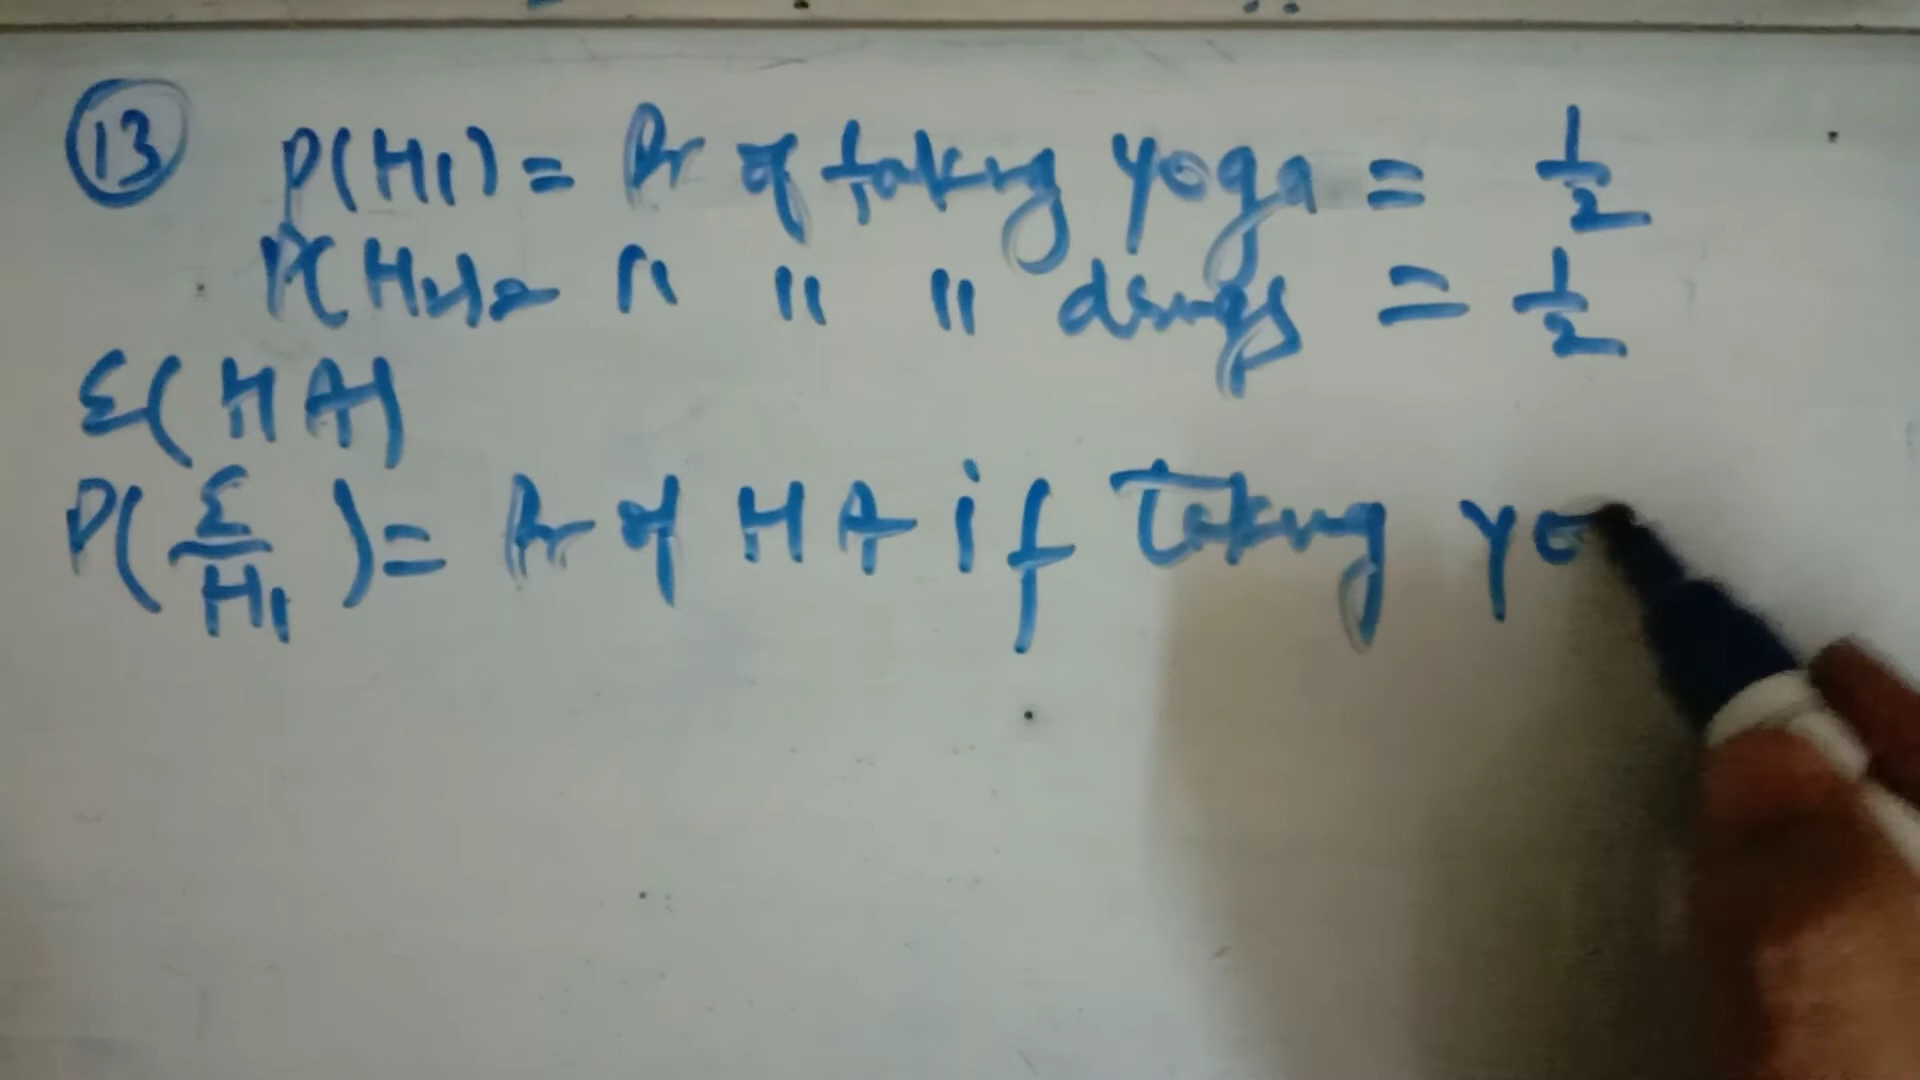 13 P(H1) = Pr of taking yoga = 1/2
P(H2) = " " " drugs = 1/2
E(HA)
P(E/H1) = Pr of HA if Taking yo